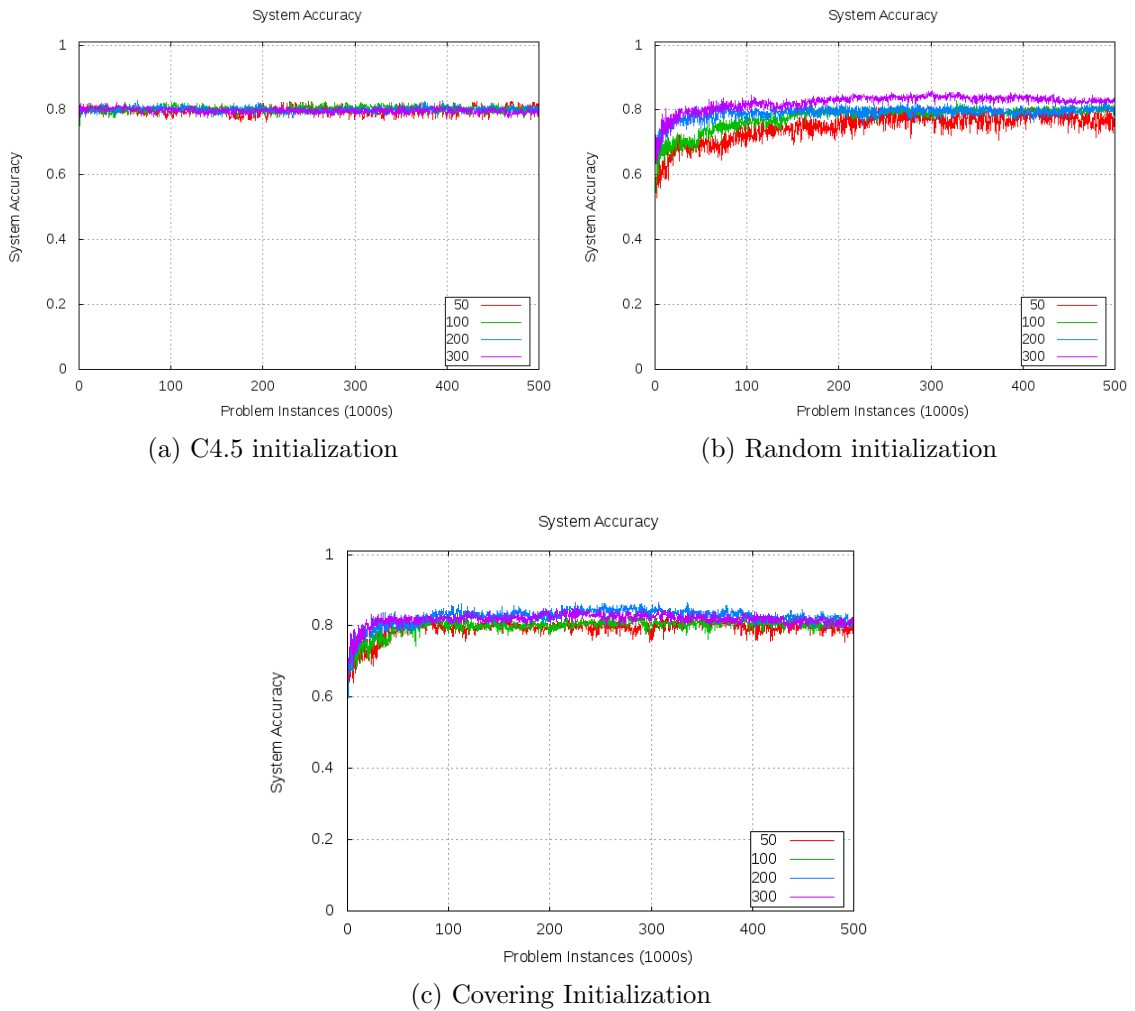 System Accuracy
1
0.8
0.6
0.4
0.2
0
System Accuracy
50
100
200
300
0 100 200 300 400 500
Problem Instances (1000s)
(a) C4.5 initialization
System Accuracy
1
0.8
0.6
0.4
0.2
0
System Accuracy
50
100
200
300
0 100 200 300 400 500
Problem Instances (1000s)
(b) Random initialization
System Accuracy
1
0.8
0.6
0.4
0.2
0
System Accuracy
50
100
200
300
0 100 200 300 400 500
Problem Instances (1000s)
(c) Covering Initialization